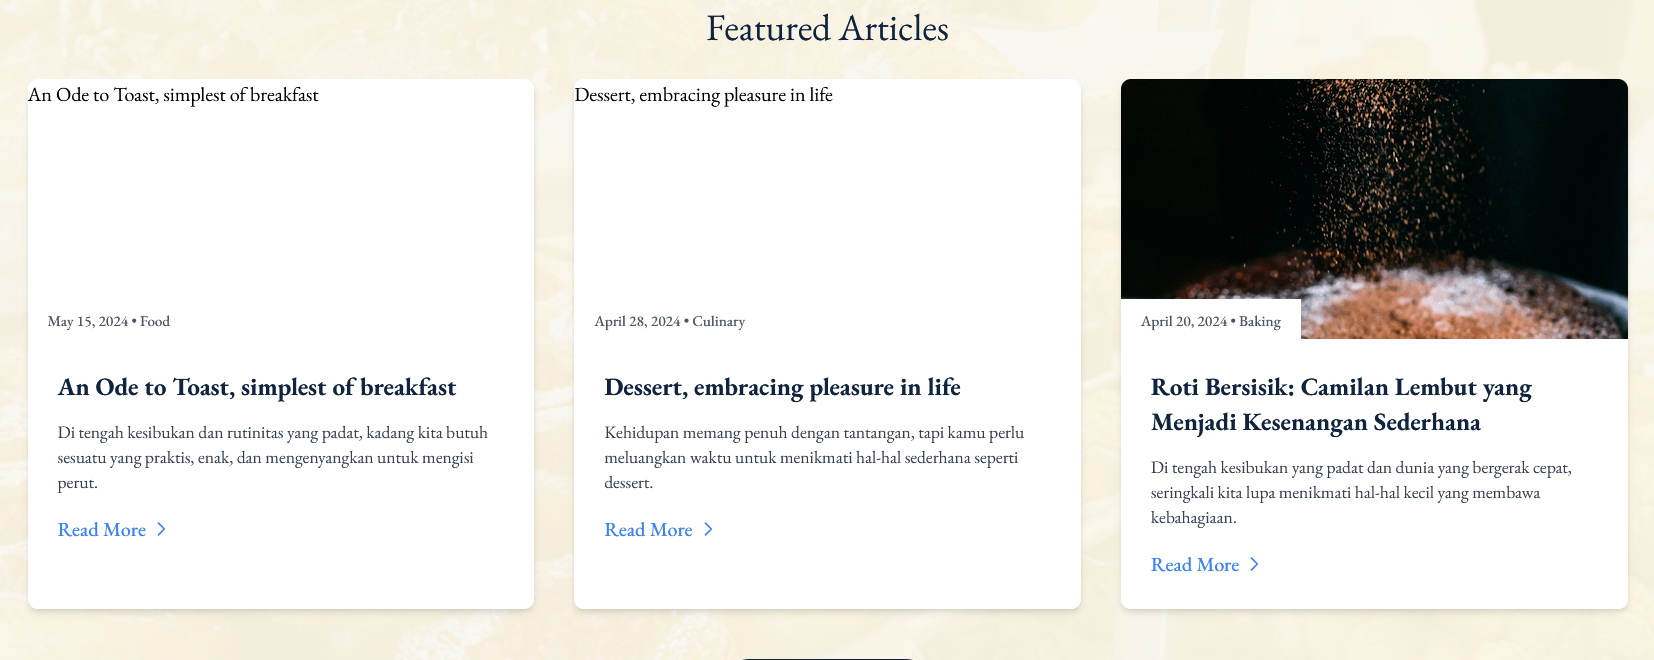 Featured Articles
An Ode to Toast, simplest of breakfast
May 15, 2024 • Food
An Ode to Toast, simplest of breakfast
Di tengah kesibukan dan rutinitas yang padat, kadang kita butuh
sesuatu yang praktis, enak, dan mengenyangkan untuk mengisi
perut.
Read More
Dessert, embracing pleasure in life
April 28, 2024 • Culinary
Dessert, embracing pleasure in life
Kehidupan memang penuh dengan tantangan, tapi kamu perlu
meluangkan waktu untuk menikmati hal-hal sederhana seperti
dessert.
Read More
April 20, 2024 • Baking
Roti Bersisik: Camilan Lembut yang
Menjadi Kesenangan Sederhana
Di tengah kesibukan yang padat dan dunia yang bergerak cepat,
seringkali kita lupa menikmati hal-hal kecil yang membawa
kebahagiaan.
Read More